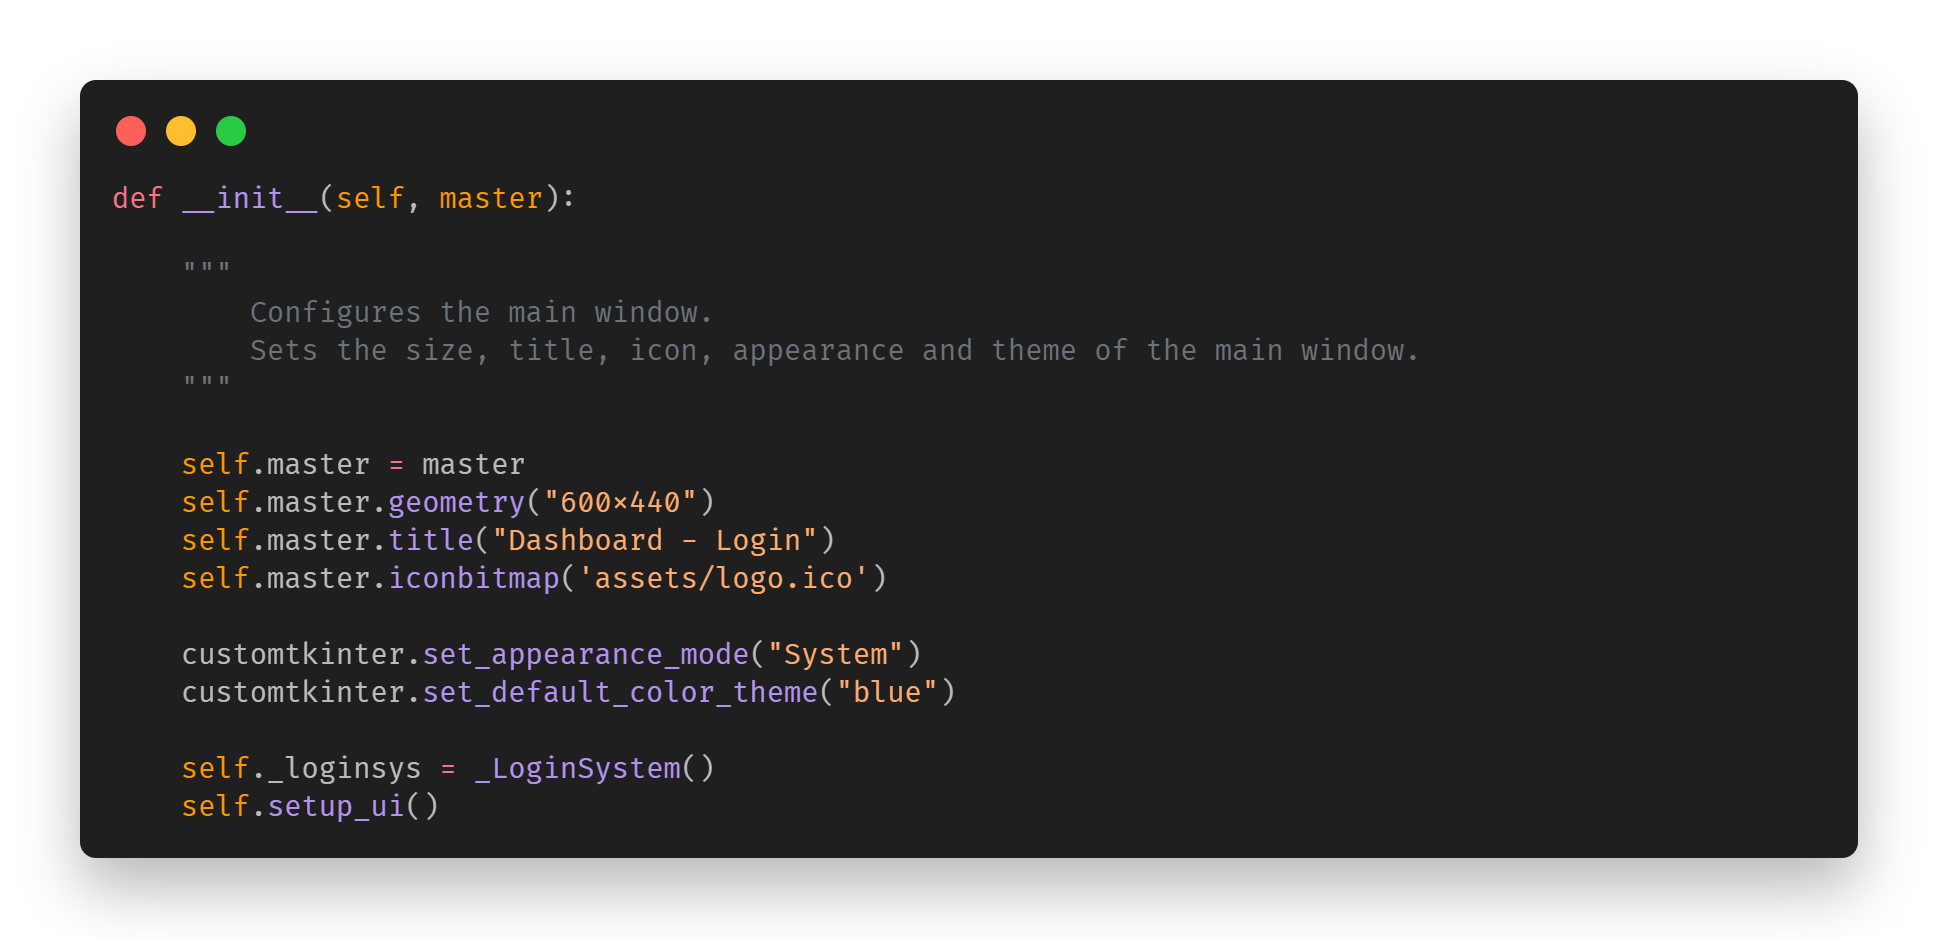 def __init__(self, master):
    """
        Configures the main window.
        Sets the size, title, icon, appearance and theme of the main window.
    """
    self.master = master
    self.master.geometry("600×440")
    self.master.title("Dashboard - Login")
    self.master.iconbitmap('assets/logo.ico')
    customtkinter.set_appearance_mode("System")
    customtkinter.set_default_color_theme("blue")
    self._loginsys = _LoginSystem()
    self.setup_ui()